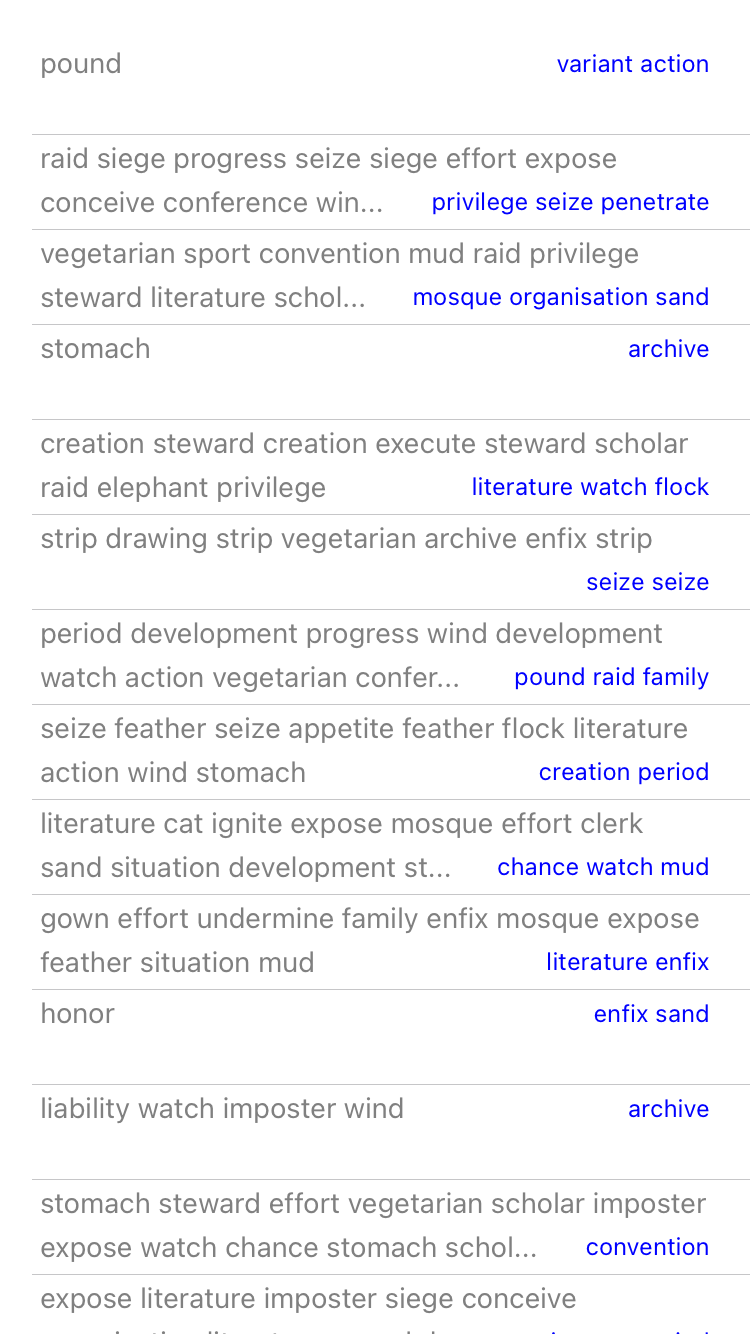 pound variant action
raid siege progress seize siege effort expose
conceive conference win... privilege seize penetrate
vegetarian sport convention mud raid privilege
steward literature schol... mosque organisation sand
stomach archive
creation steward creation execute steward scholar
raid elephant privilege literature watch flock
strip drawing strip vegetarian archive enfix strip
seize seize
period development progress wind development
watch action vegetarian confer... pound raid family
seize feather seize appetite feather flock literature
action wind stomach creation period
literature cat ignite expose mosque effort clerk
sand situation development st... chance watch mud
gown effort undermine family enfix mosque expose
feather situation mud literature enfix
honor enfix sand
liability watch imposter wind archive
stomach steward effort vegetarian scholar imposter
expose watch chance stomach schol... convention
expose literature imposter siege conceive